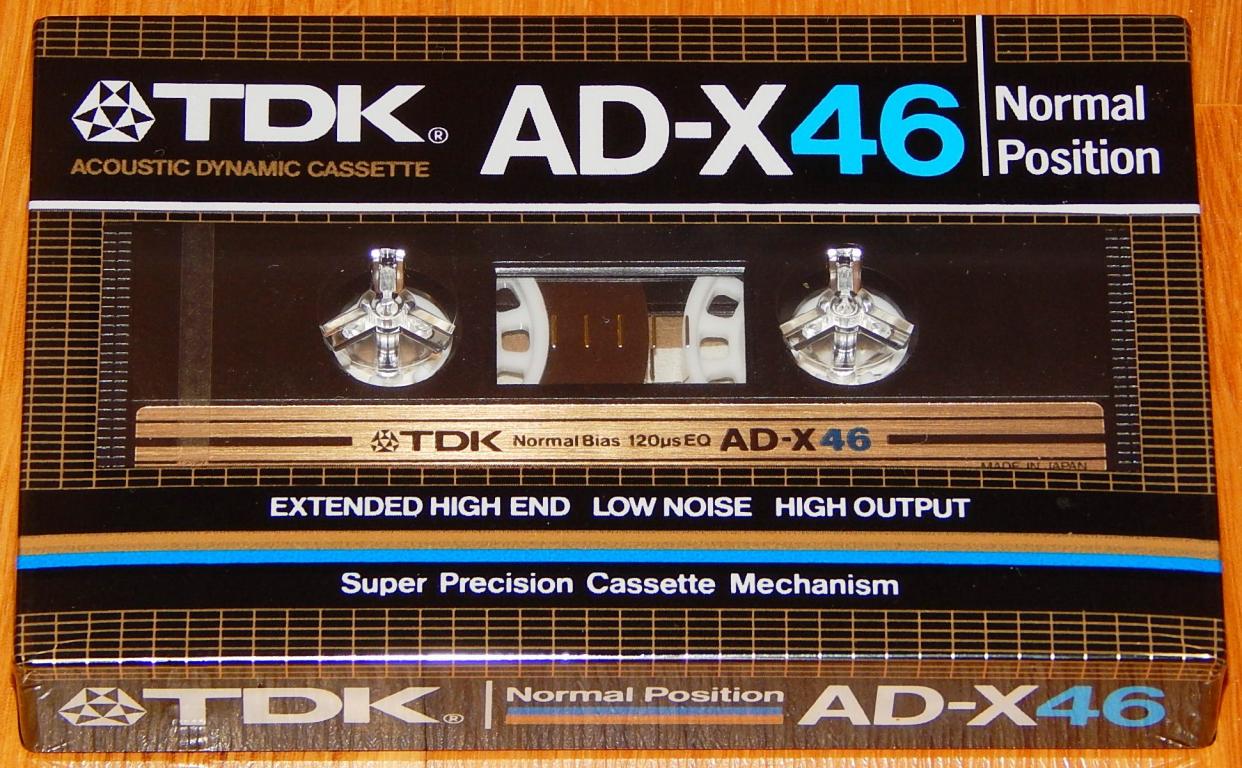 TDK® AD-X46 Normal Position
ACOUSTIC DYNAMIC CASSETTE
TDK Normal Bias 120µs EQ AD-X46
MADE IN JAPAN
EXTENDED HIGH END LOW NOISE HIGH OUTPUT
Super Precision Cassette Mechanism
TDK® Normal Position AD-X46